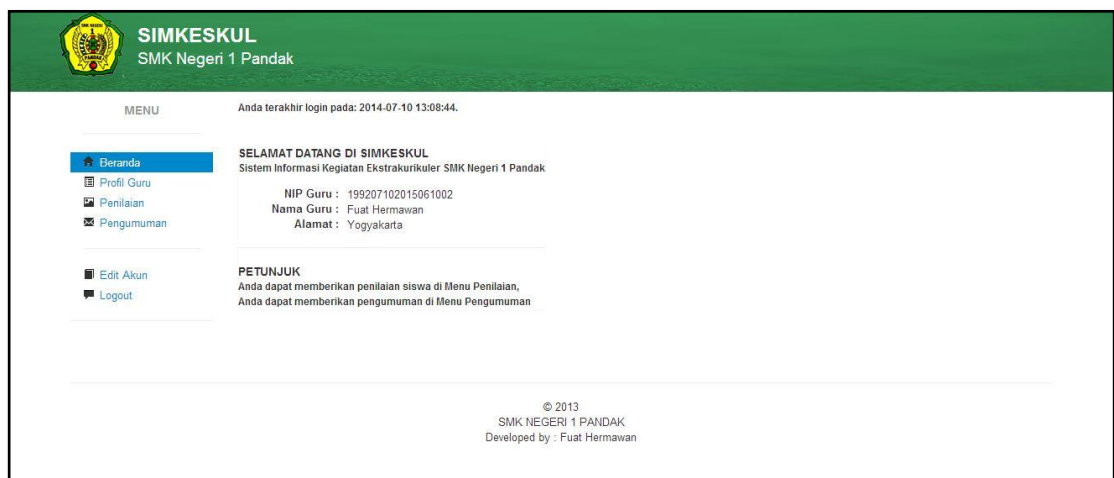 SIMKESKUL
SMK Negeri 1 Pandak
MENU
Beranda
Profil Guru
Penilaian
Pengumuman
Edit Akun
Logout
Anda terakhir login pada: 2014-07-10 13:08:44.
SELAMAT DATANG DI SIMKESKUL
Sistem Informasi Kegiatan Ekstrakurikuler SMK Negeri 1 Pandak
NIP Guru : 199207102015061002
Nama Guru : Fuat Hermawan
Alamat : Yogyakarta
PETUNJUK
Anda dapat memberikan penilaian siswa di Menu Penilaian,
Anda dapat memberikan pengumuman di Menu Pengumuman
© 2013
SMK NEGERI 1 PANDAK
Developed by : Fuat Hermawan